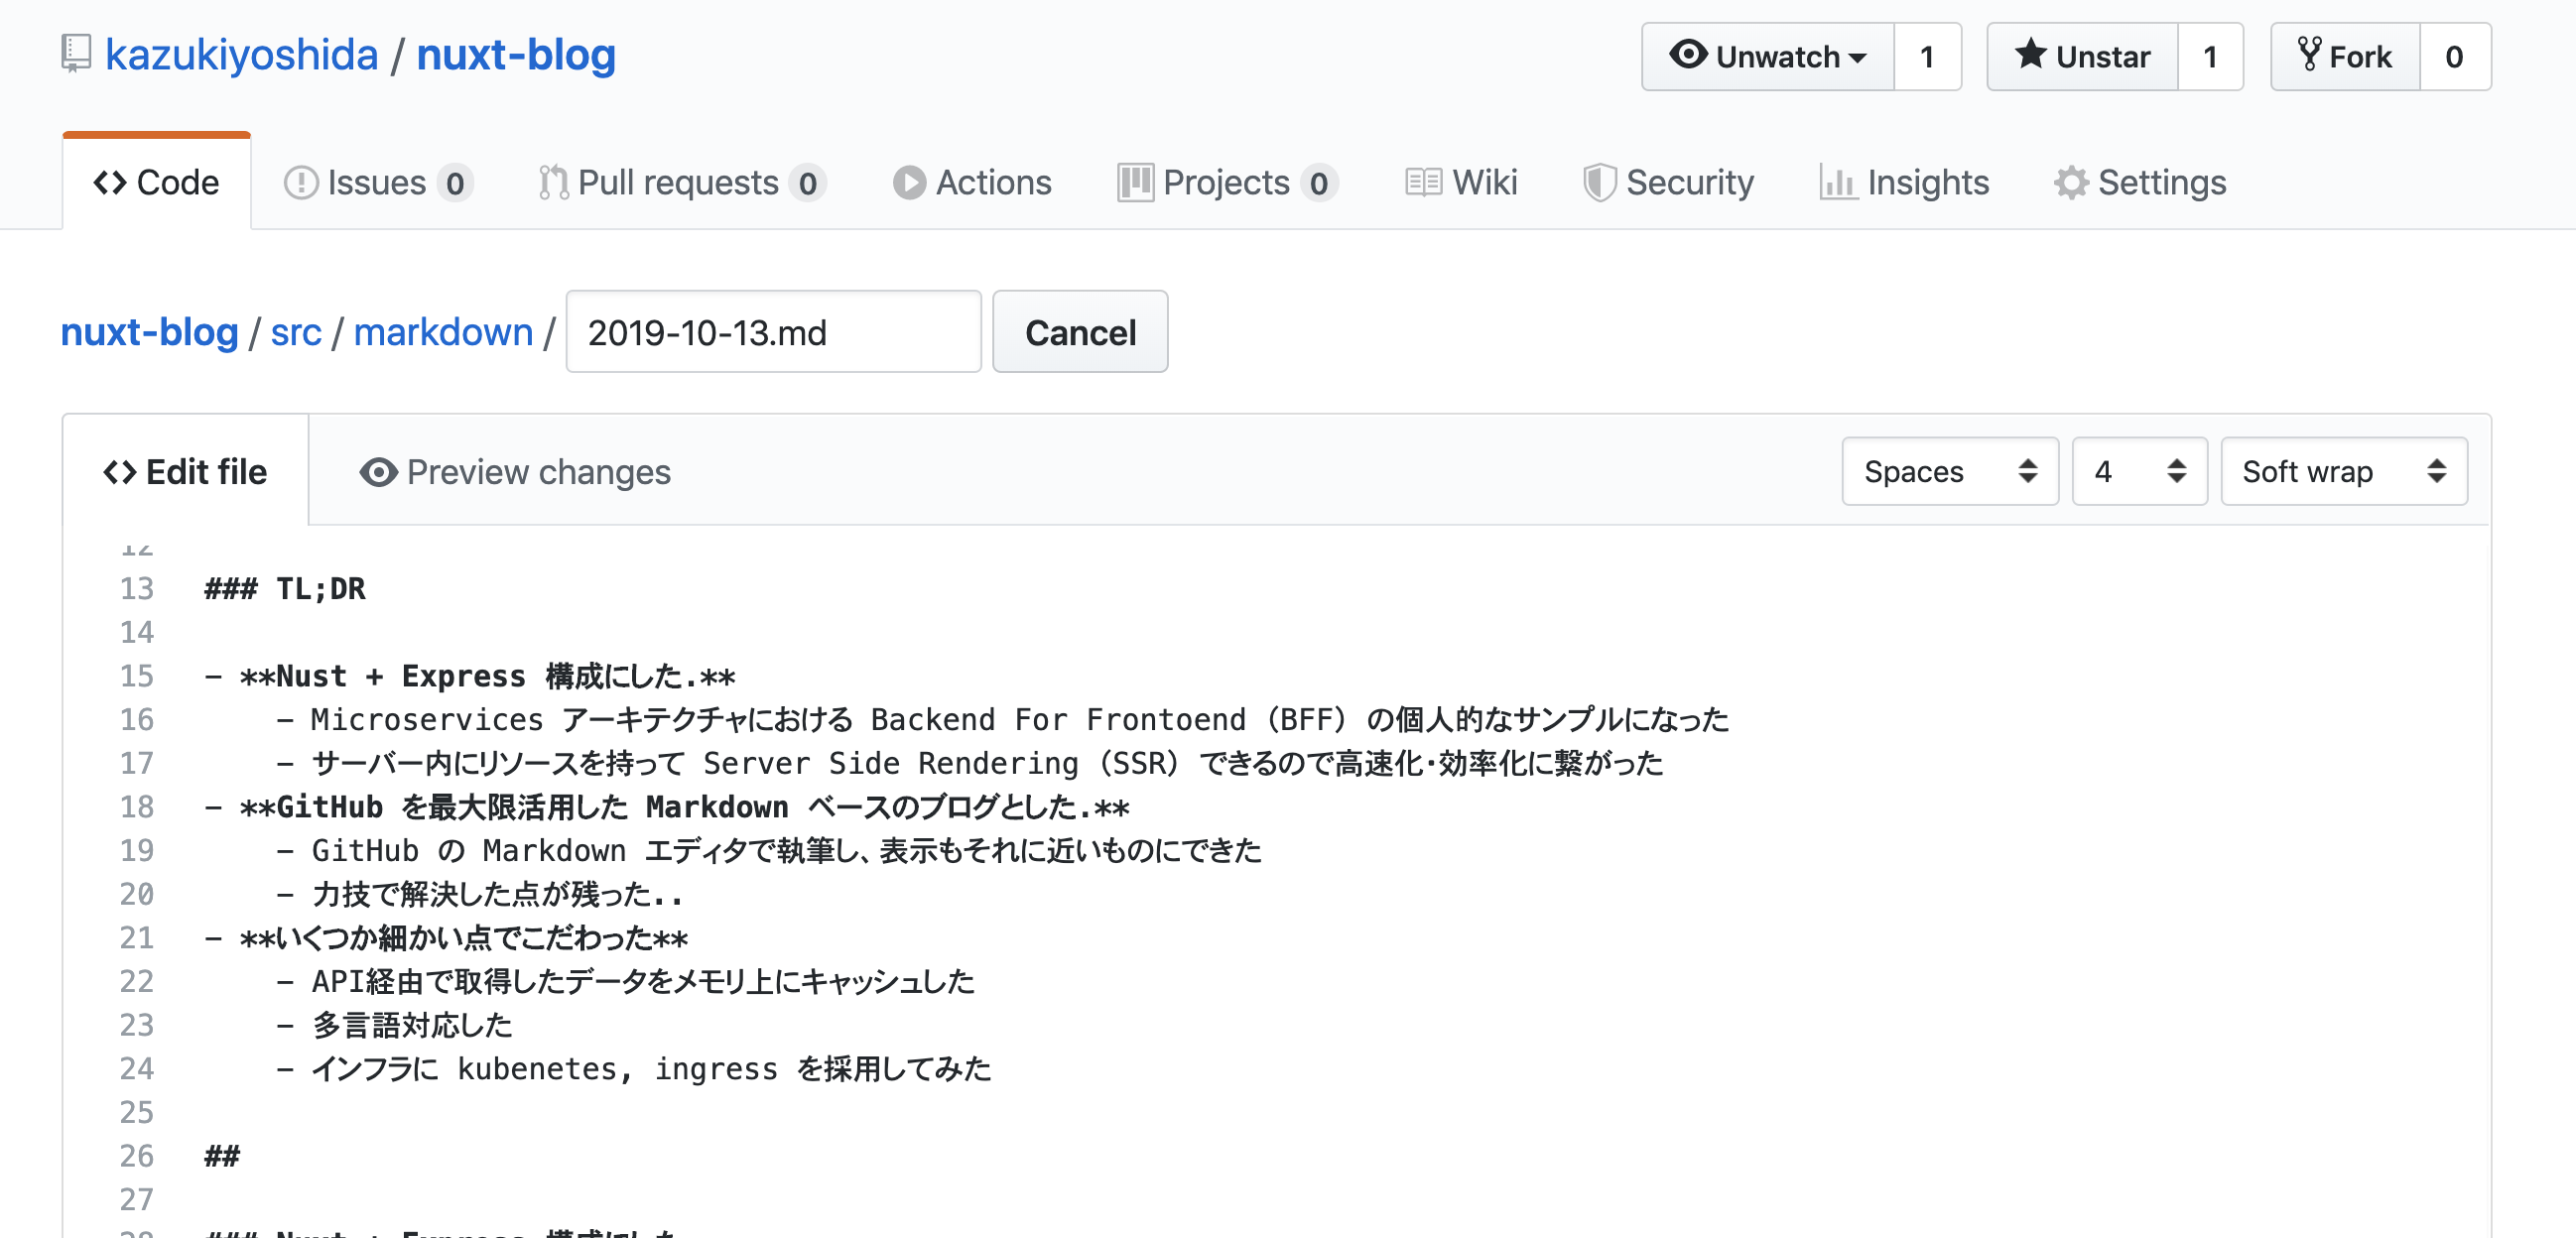 kazukiyoshida / nuxt-blog
Unwatch 1 Unstar 1 Fork 0
Code Issues 0 Pull requests 0 Actions Projects 0 Wiki Security Insights Settings
nuxt-blog / src / markdown / 2019-10-13.md Cancel
Edit file Preview changes Spaces 4 Soft wrap
12
13 ### TL;DR
14
15 - **Nust + Express 構成にした.**
16 - Microservices アーキテクチャにおける Backend For Frontoend (BFF) の個人的なサンプルになった
17 - サーバー内にリソースを持って Server Side Rendering (SSR) できるので高速化・効率化に繋がった
18 - **GitHub を最大限活用した Markdown ベースのブログとした.**
19 - GitHub の Markdown エディタで執筆し、表示もそれに近いものにできた
20 - 力技で解決した点が残った..
21 - **いくつか細かい点でこだわった**
22 - API経由で取得したデータをメモリ上にキャッシュした
23 - 多言語対応した
24 - インフラに kubenetes, ingress を採用してみた
25
26 ##
27
28 ### Nuxt + Express 構成にした